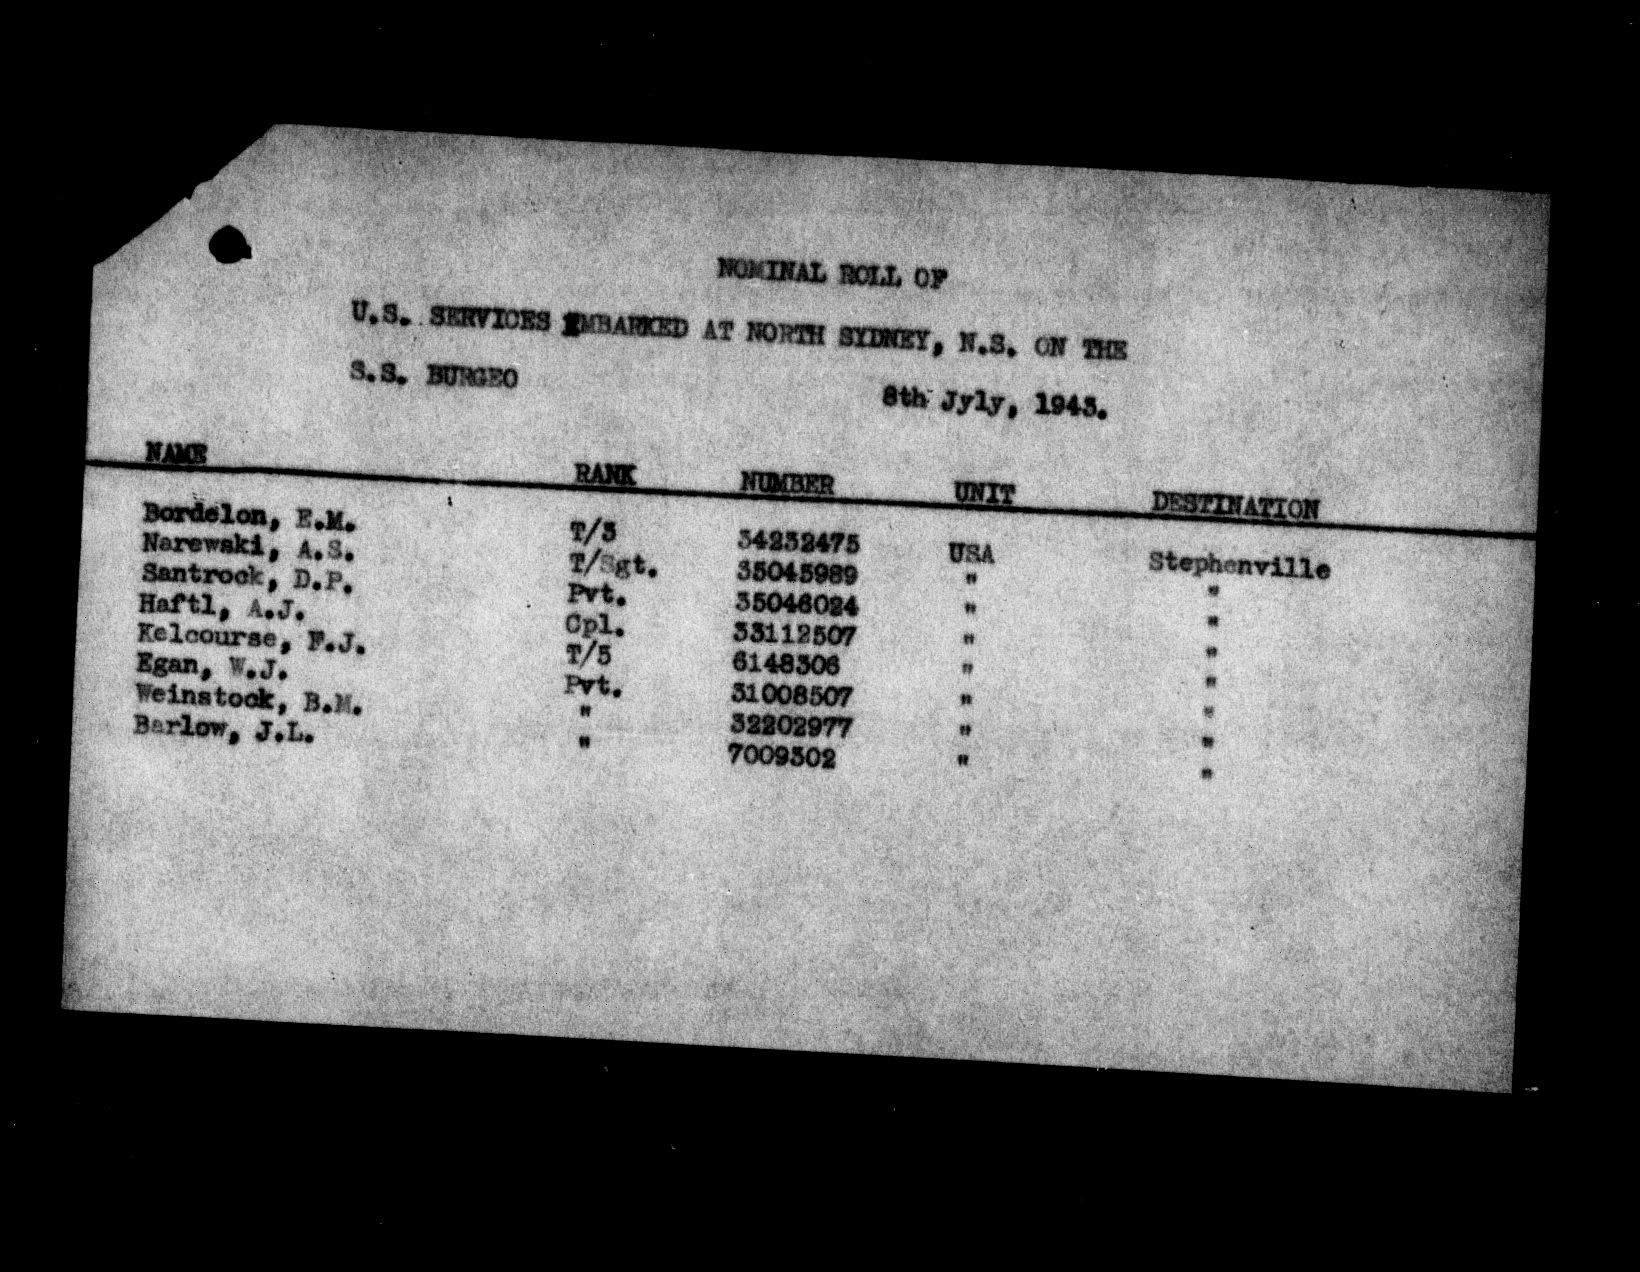 NOMINAL ROLL OF
U.S. SERVICES EMBARKED AT NORTH SYDNEY, N.S. ON THE
S.S. BURGEO 8th Jyly, 1943.
NAME RANK NUMBER UNIT DESTINATION
Bordelon, E.M. T/3 34232475 USA Stephenville
Narewski, A.S. T/Sgt. 35045989 " "
Santrock, D.P. Pvt. 35046024 " "
Haftl, A.J. Cpl. 33112507 " "
Kelcourse, F.J. T/5 6148306 " "
Egan, W.J. Pvt. 31008507 " "
Weinstock, B.M. " 32202977 " "
Barlow, J.L. " 7009302 " "